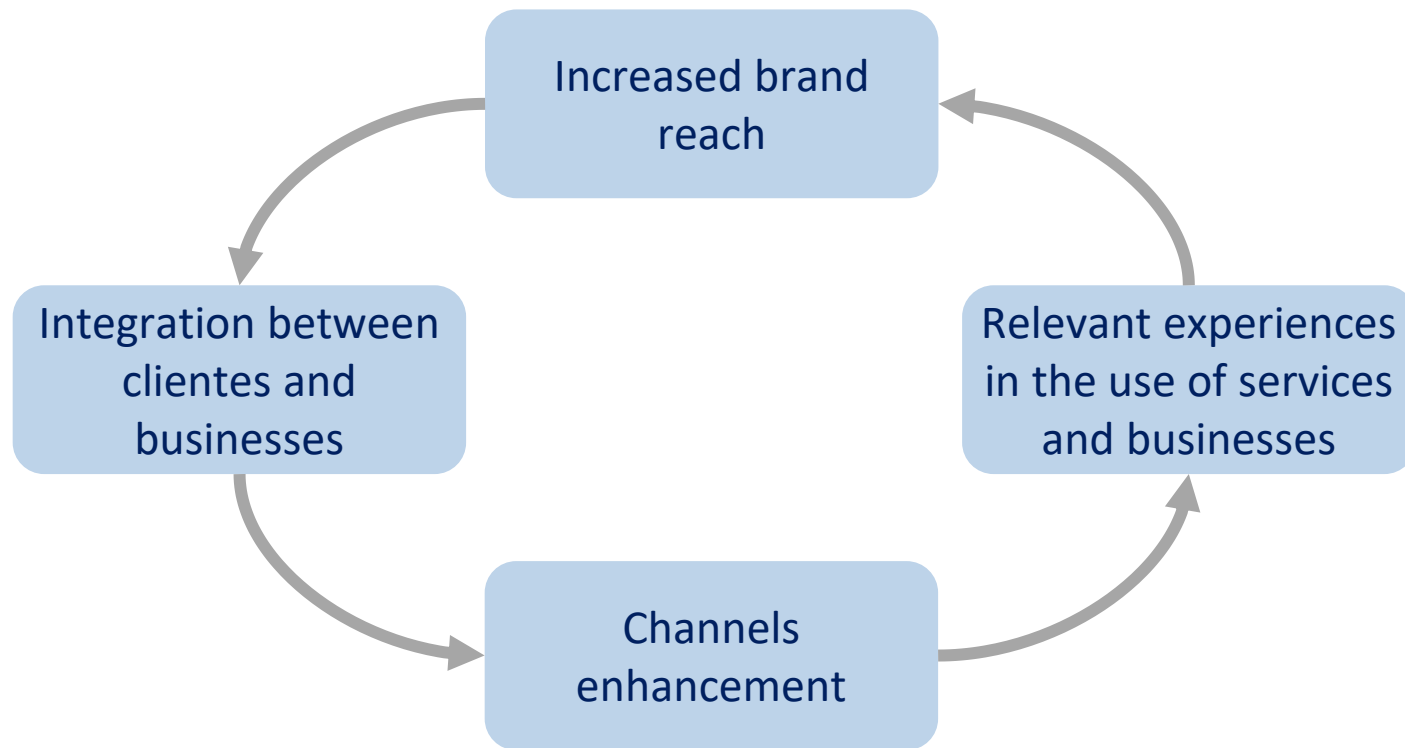 Increased brand
reach
Integration between
clientes and
businesses
Relevant experiences
in the use of services
and businesses
Channels
enhancement